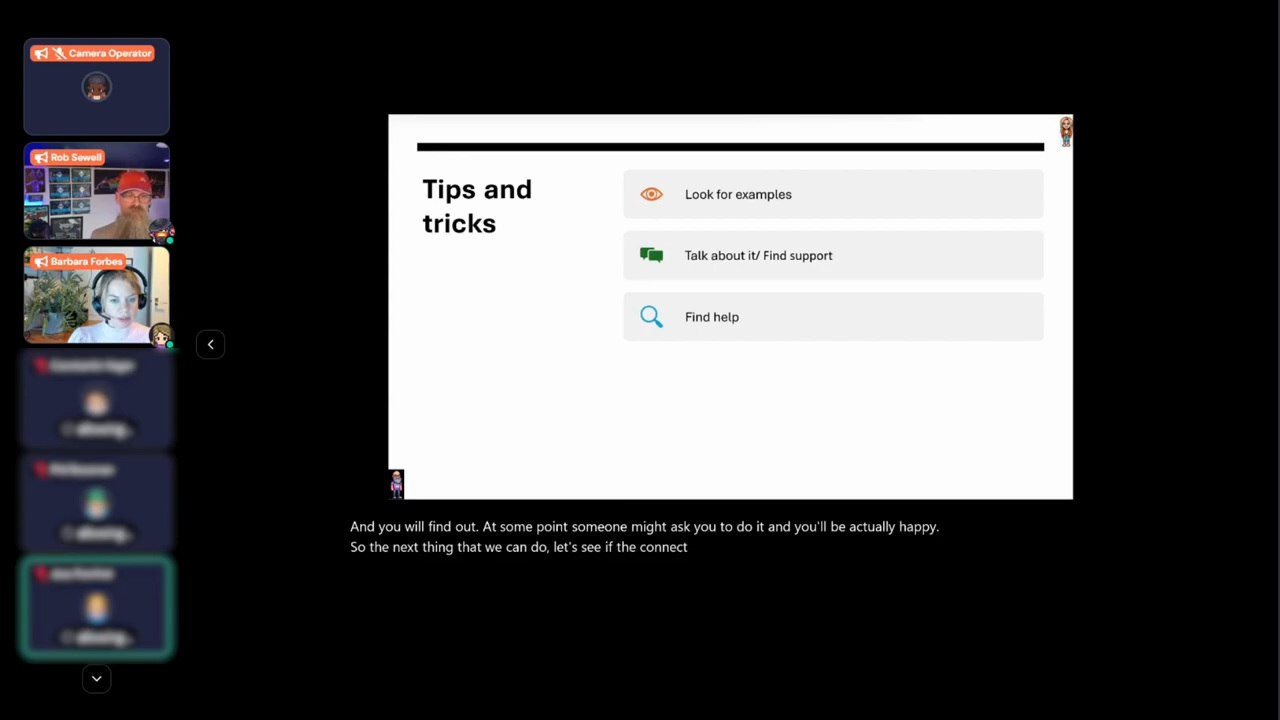 Camera Operator
Rob Sewell
Barbara Forbes
Tips and
tricks
Look for examples
Talk about it/ Find support
Find help
And you will find out. At some point someone might ask you to do it and you'll be actually happy.
So the next thing that we can do, let's see if the connect